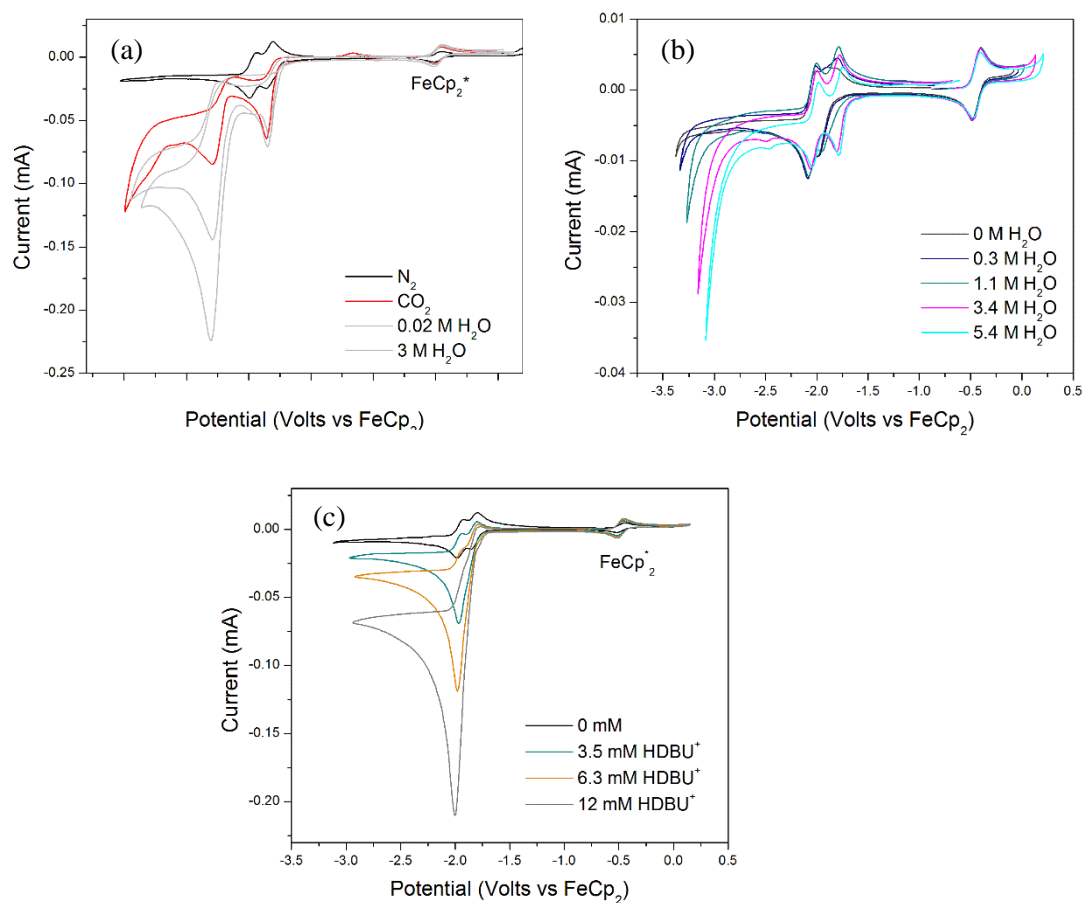 (a)
0.00
-0.05
-0.10
-0.15
-0.20
-0.25
Current (mA)
FeCp₂*
N₂
CO₂
0.02 M H₂O
3 M H₂O
Potential (Volts vs FeCp₂)
(b)
0.01
0.00
-0.01
-0.02
-0.03
-0.04
Current (mA)
0 M H₂O
0.3 M H₂O
1.1 M H₂O
3.4 M H₂O
5.4 M H₂O
-3.5 -3.0 -2.5 -2.0 -1.5 -1.0 -0.5 0.0 0.5
Potential (Volts vs FeCp₂)
(c)
0.00
-0.05
-0.10
-0.15
-0.20
Current (mA)
FeCp₂*
0 mM
3.5 mM HDBU⁺
6.3 mM HDBU⁺
12 mM HDBU⁺
-3.5 -3.0 -2.5 -2.0 -1.5 -1.0 -0.5 0.0 0.5
Potential (Volts vs FeCp₂)